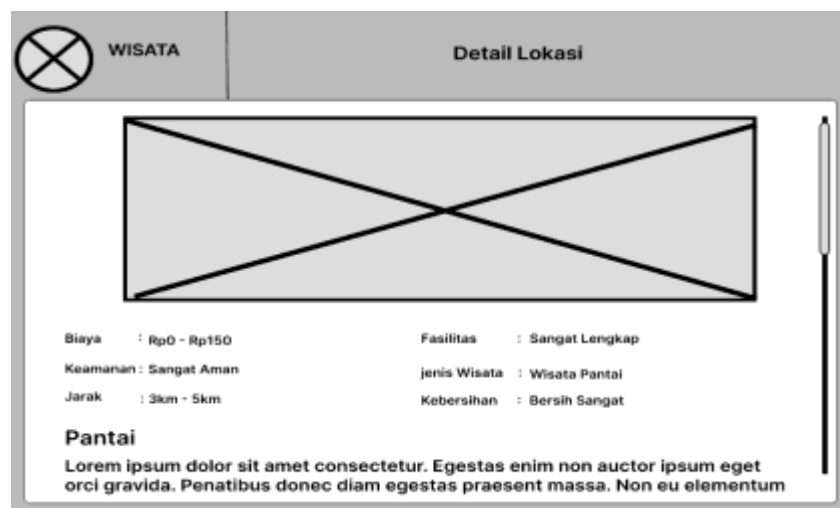 WISATA
Detail Lokasi
Biaya : Rp0 - Rp150
Fasilitas : Sangat Lengkap
Keamanan : Sangat Aman
jenis Wisata : Wisata Pantai
Jarak : 3km - 5km
Kebersihan : Bersih Sangat
Pantai
Lorem ipsum dolor sit amet consectetur. Egestas enim non auctor ipsum eget
orci gravida. Penatibus donec diam egestas praesent massa. Non eu elementum